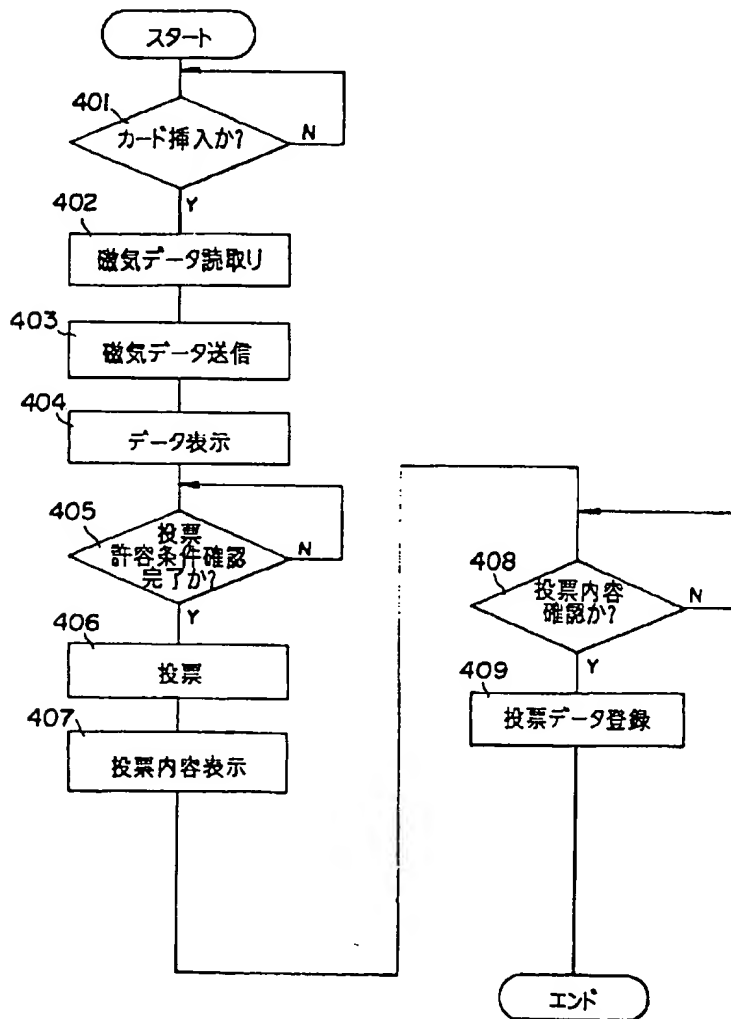 スタート
401
カード挿入か?
N
Y
402
磁気データ読取り
403
磁気データ送信
404
データ表示
405
投票
許容条件確認
完了か?
N
Y
406
投票
407
投票内容表示
408
投票内容
確認か?
N
Y
409
投票データ登録
エンド